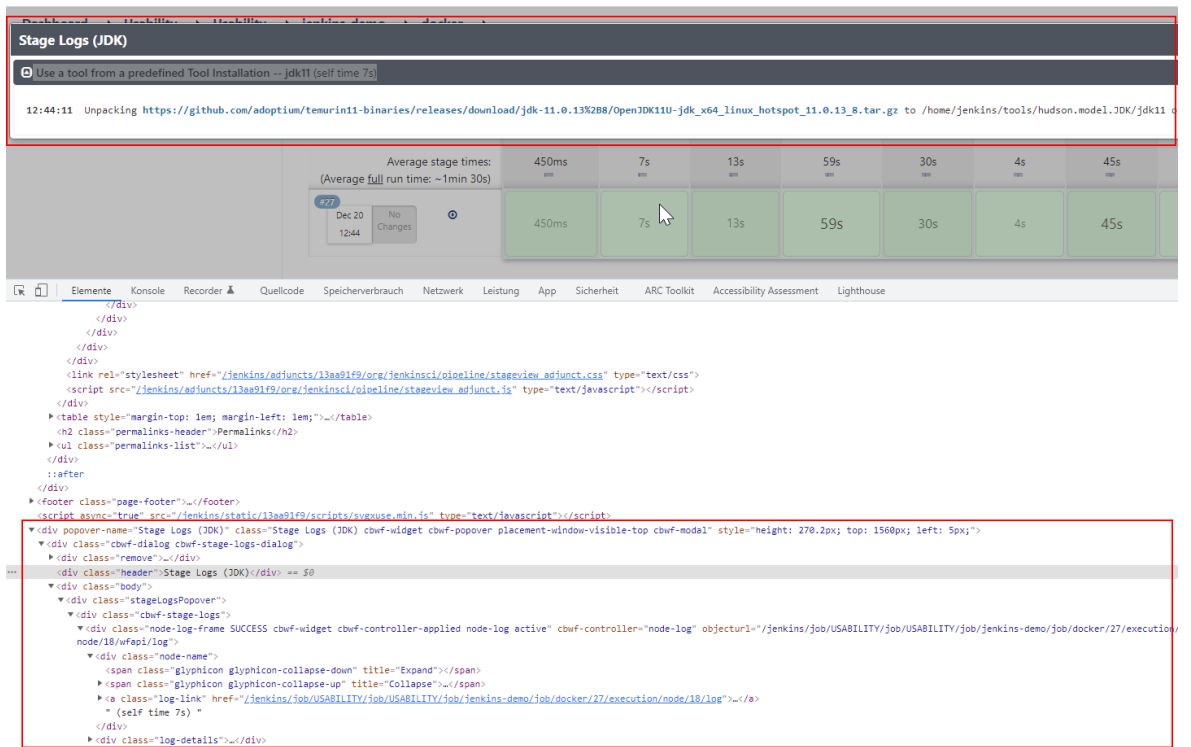 Dashboard > Usability > Usability > jenkins-demo > docker >
Stage Logs (JDK)
Use a tool from a predefined Tool Installation -- jdk11 (self time 7s)
12:44:11 Unpacking https://github.com/adoptium/temurin11-binaries/releases/download/jdk-11.0.13%2B8/OpenJDK11U-jdk_x64_linux_hotspot_11.0.13_8.tar.gz to /home/jenkins/tools/hudson.model.JDK/jdk11
Average stage times: 450ms 7s 13s 59s 30s 4s 45s
(Average full run time: ~1min 30s)
#27
Dec 20 No
12:44 Changes
450ms 7s 13s 59s 30s 4s 45s
Elemente Konsole Recorder Quellcode Speicherverbrauch Netzwerk Leistung App Sicherheit ARC Toolkit Accessibility Assessment Lighthouse
</div>
</div>
</div>
</div>
</div>
<link rel="stylesheet" href="/jenkins/adjuncts/13aa91f9/org/jenkinsci/pipeline/stageview_adjunct.css" type="text/css">
<script src="/jenkins/adjuncts/13aa91f9/org/jenkinsci/pipeline/stageview_adjunct.js" type="text/javascript"></script>
</div>
<table style="margin-top: 1em; margin-left: 1em;">…</table>
<h2 class="permalinks-header">Permalinks</h2>
<ul class="permalinks-list">…</ul>
</div>
::after
</div>
<footer class="page-footer">…</footer>
<script async="true" src="/jenkins/static/13aa91f9/scripts/svgxuse.min.js" type="text/javascript"></script>
<div popover-name="Stage Logs (JDK)" class="Stage Logs (JDK) cbwf-widget cbwf-popover placement-window-visible-top cbwf-modal" style="height: 270.2px; top: 1560px; left: 5px;">
<div class="cbwf-dialog cbwf-stage-logs-dialog">
<div class="remove">…</div>
<div class="header">Stage Logs (JDK)</div> == $0
<div class="body">
<div class="stageLogsPopover">
<div class="cbwf-stage-logs">
<div class="node-log-frame SUCCESS cbwf-widget cbwf-controller-applied node-log active" cbwf-controller="node-log" objecturl="/jenkins/job/USABILITY/job/USABILITY/job/jenkins-demo/job/docker/27/execution/
node/18/wfapi/log">
<div class="node-name">
<span class="glyphicon glyphicon-collapse-down" title="Expand"></span>
<span class="glyphicon glyphicon-collapse-up" title="Collapse">…</span>
<a class="log-link" href="/jenkins/job/USABILITY/job/USABILITY/job/jenkins-demo/job/docker/27/execution/node/18/log">…</a>
" (self time 7s) "
</div>
<div class="log-details">…</div>